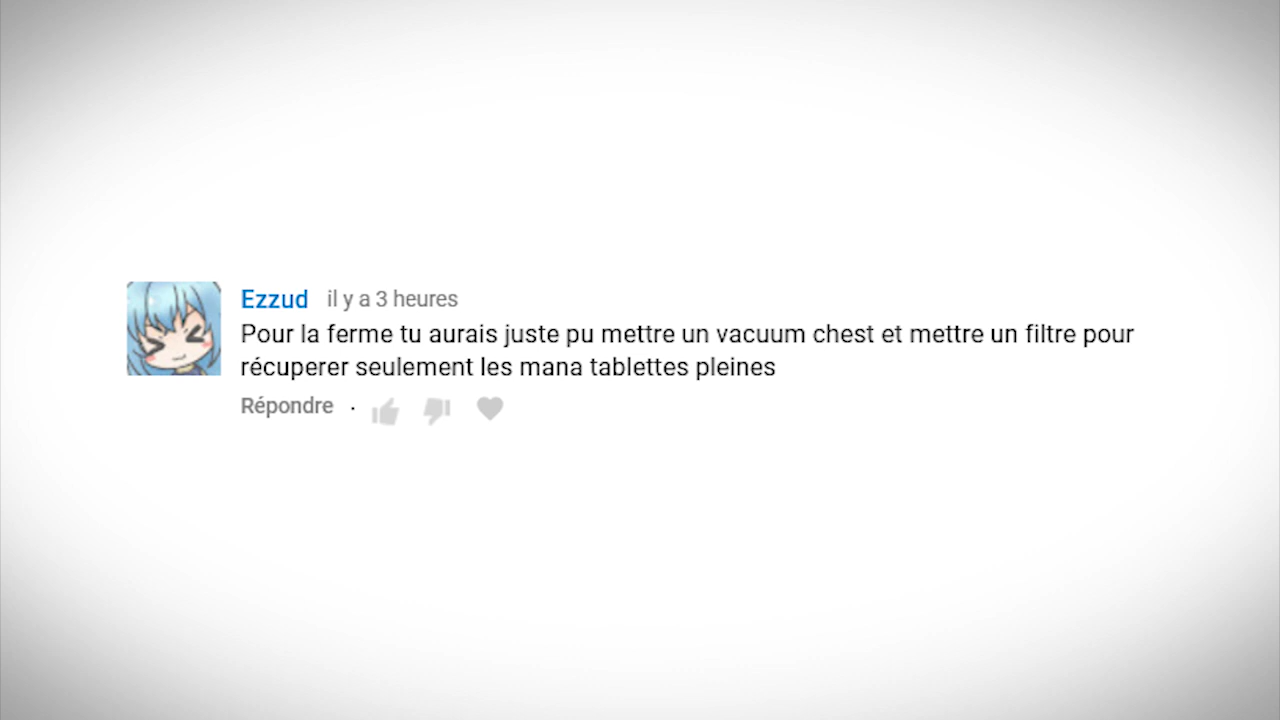 Ezzud il y a 3 heures
Pour la ferme tu aurais juste pu mettre un vacuum chest et mettre un filtre pour
récuperer seulement les mana tablettes pleines
Répondre ·